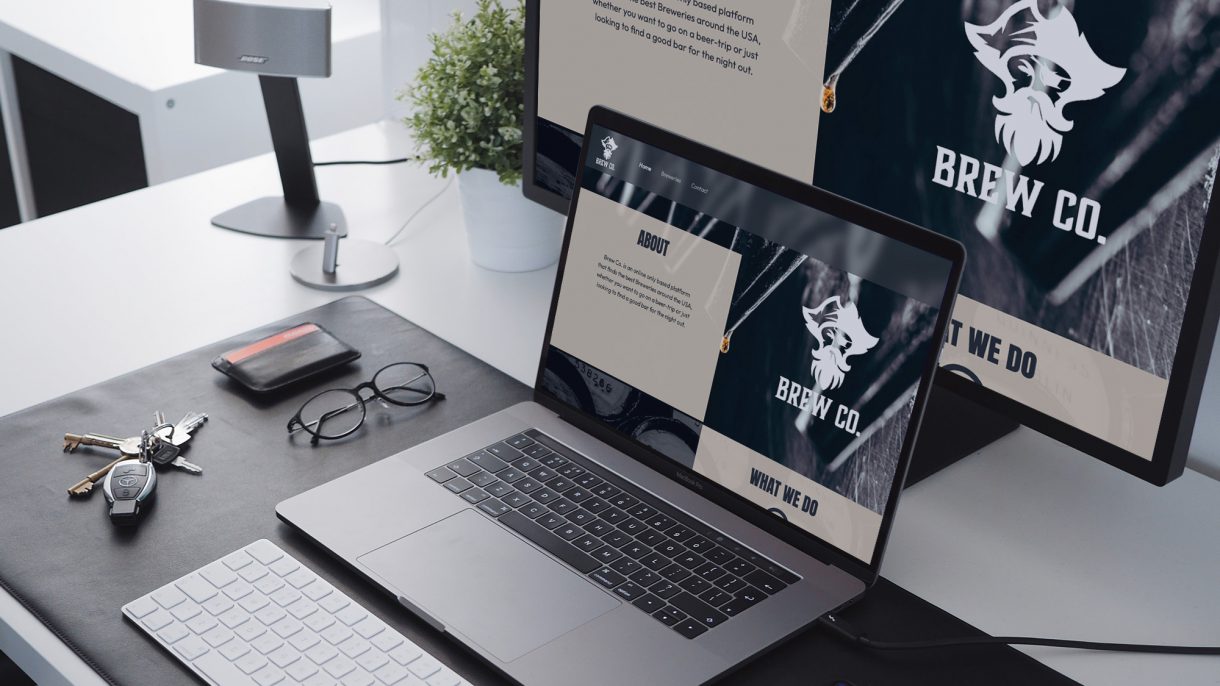 BOSE
ly based platform
the best Breweries around the USA,
whether you want to go on a beer-trip or just
looking to find a good bar for the night out.
BREW CO.
WHAT WE DO
BREW CO.
Home
Breweries
Contact
ABOUT
Brew Co. is an online only based platform
that finds the best Breweries around the USA,
whether you want to go on a beer-trip or just
looking to find a good bar for the night out.
BREW CO.
WHAT WE DO
MacBook Pro
command
option